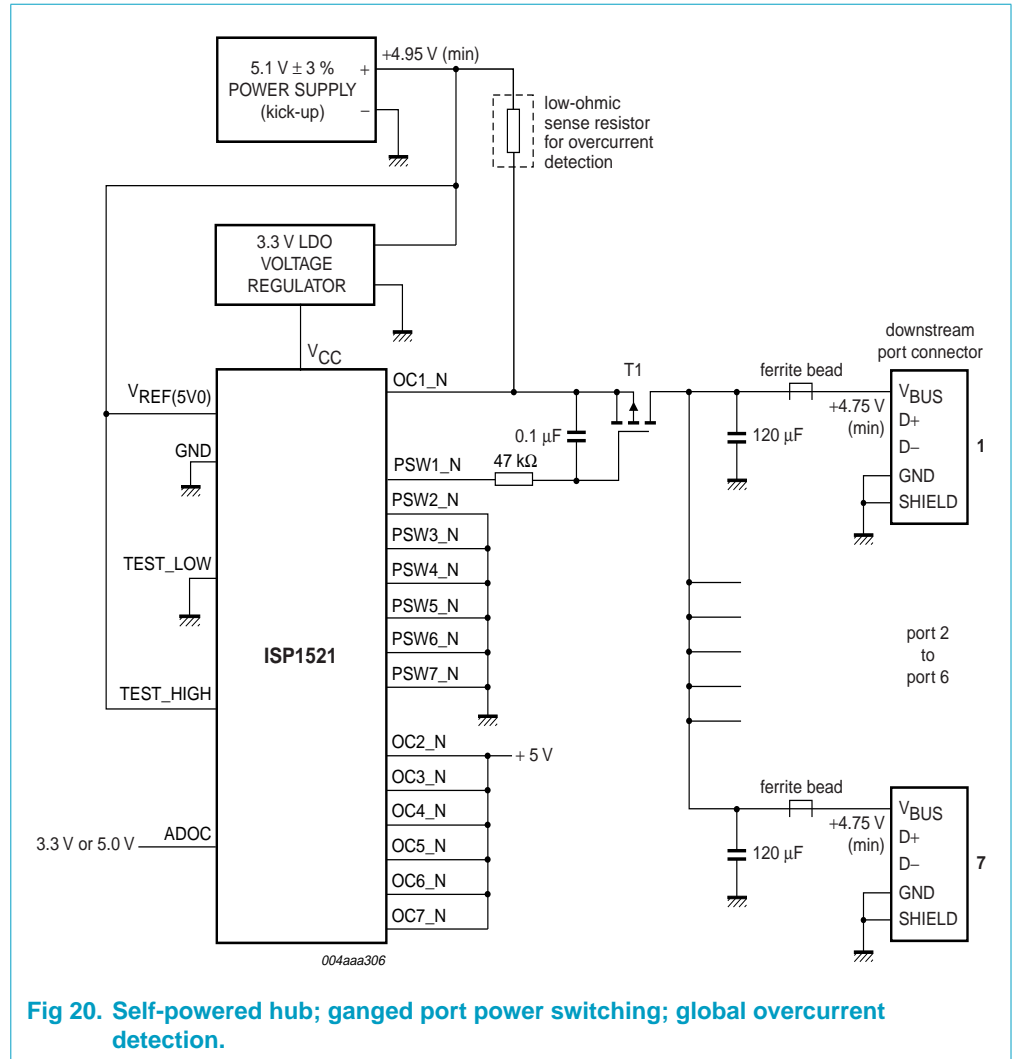 5.1 V ± 3 %
POWER SUPPLY
(kick-up)
+
−
+4.95 V (min)
low-ohmic
sense resistor
for overcurrent
detection
3.3 V LDO
VOLTAGE
REGULATOR
VCC
VREF(5V0)
GND
TEST_LOW
TEST_HIGH
ADOC
3.3 V or 5.0 V
ISP1521
OC1_N
PSW1_N
PSW2_N
PSW3_N
PSW4_N
PSW5_N
PSW6_N
PSW7_N
OC2_N
OC3_N
OC4_N
OC5_N
OC6_N
OC7_N
+ 5 V
0.1 µF
47 kΩ
T1
120 µF
ferrite bead
+4.75 V
(min)
downstream
port connector
VBUS
D+
D−
GND
SHIELD
1
port 2
to
port 6
ferrite bead
+4.75 V
(min)
120 µF
VBUS
D+
D−
GND
SHIELD
7
004aaa306
Fig 20. Self-powered hub; ganged port power switching; global overcurrent
detection.